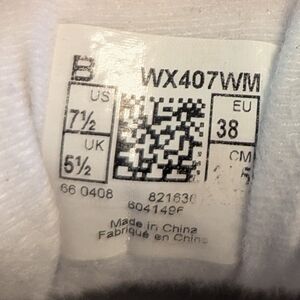 B WX407WM
US EU
7½ 38
UK CM
5½
66 0408 821630
6041496
Made in China
Fabriqué en Chine